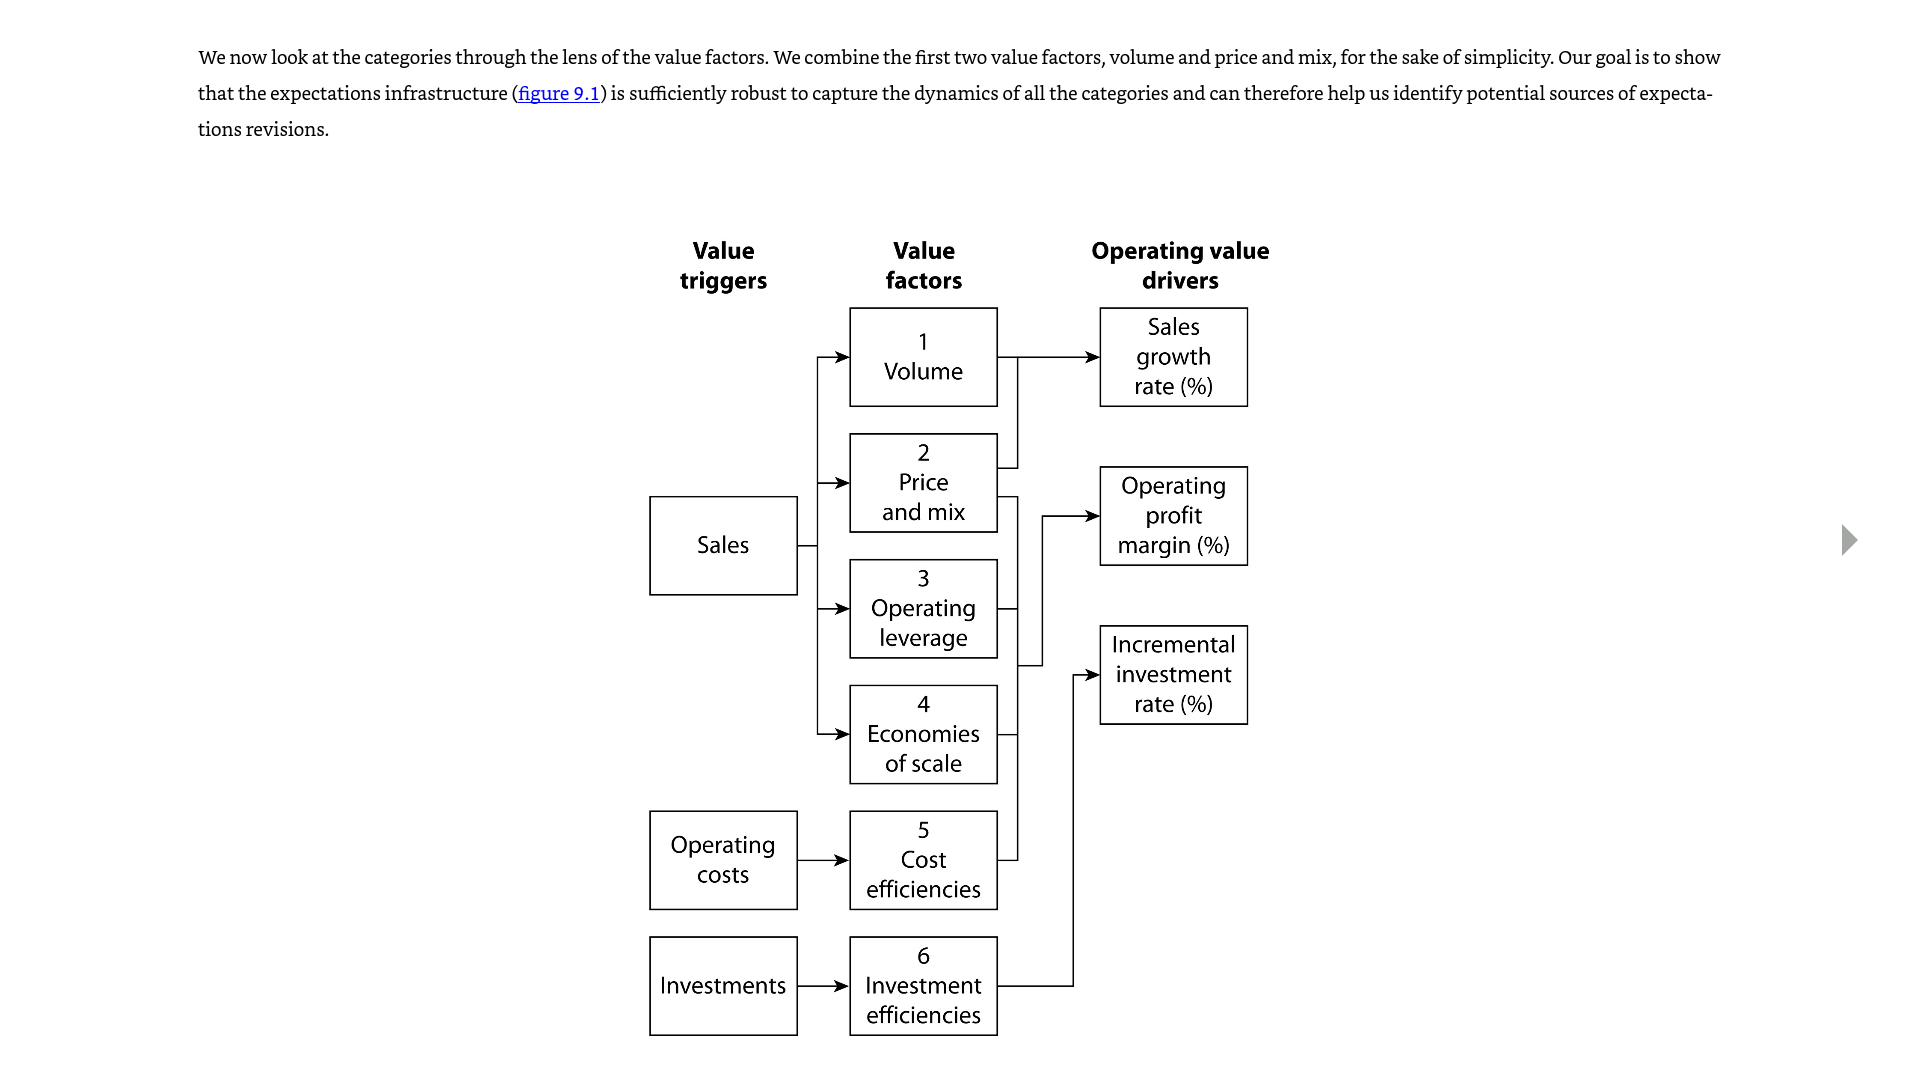 We now look at the categories through the lens of the value factors. We combine the first two value factors, volume and price and mix, for the sake of simplicity. Our goal is to show
that the expectations infrastructure (figure 9.1) is sufficiently robust to capture the dynamics of all the categories and can therefore help us identify potential sources of expecta-
tions revisions.
Value
triggers
Value
factors
Operating value
drivers
1
Volume
Sales
growth
rate (%)
2
Price
and mix
Operating
profit
margin (%)
Sales
3
Operating
leverage
Incremental
investment
rate (%)
4
Economies
of scale
Operating
costs
5
Cost
efficiencies
Investments
6
Investment
efficiencies